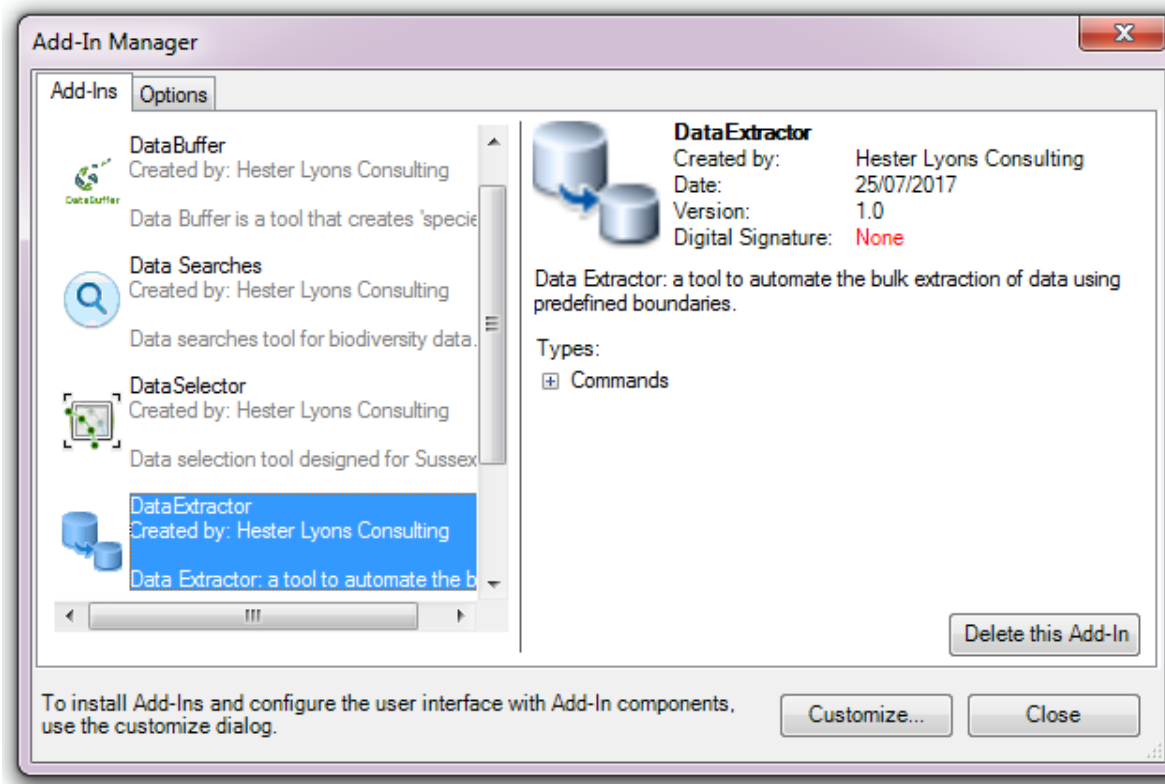 Add-In Manager
X
Add-Ins
Options
DataBuffer
Created by: Hester Lyons Consulting
DataBuffer
Data Buffer is a tool that creates 'specie
Data Searches
Created by: Hester Lyons Consulting
Data searches tool for biodiversity data.
DataSelector
Created by: Hester Lyons Consulting
Data selection tool designed for Sussex
DataExtractor
Created by: Hester Lyons Consulting
Data Extractor: a tool to automate the b
DataExtractor
Created by: Hester Lyons Consulting
Date: 25/07/2017
Version: 1.0
Digital Signature: None
Data Extractor: a tool to automate the bulk extraction of data using
predefined boundaries.
Types:
Commands
Delete this Add-In
To install Add-Ins and configure the user interface with Add-In components,
use the customize dialog.
Customize...
Close